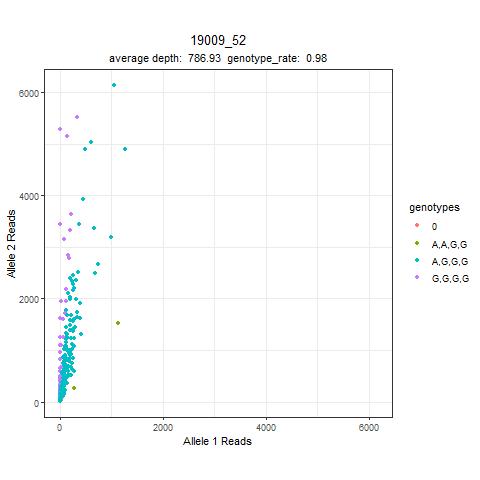 19009_52
average depth: 786.93 genotype_rate: 0.98
6000
4000
2000
0
Allele 2 Reads
0
2000
4000
6000
Allele 1 Reads
genotypes
0
A,A,G,G
A,G,G,G
G,G,G,G